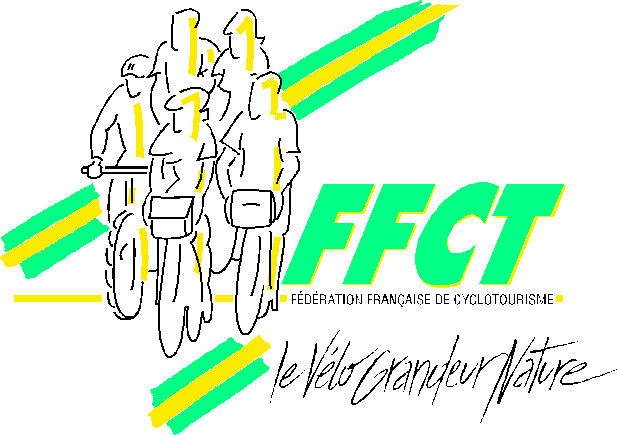 FFCT
FÉDÉRATION FRANÇAISE DE CYCLOTOURISME
le Vélo Grandeur Nature